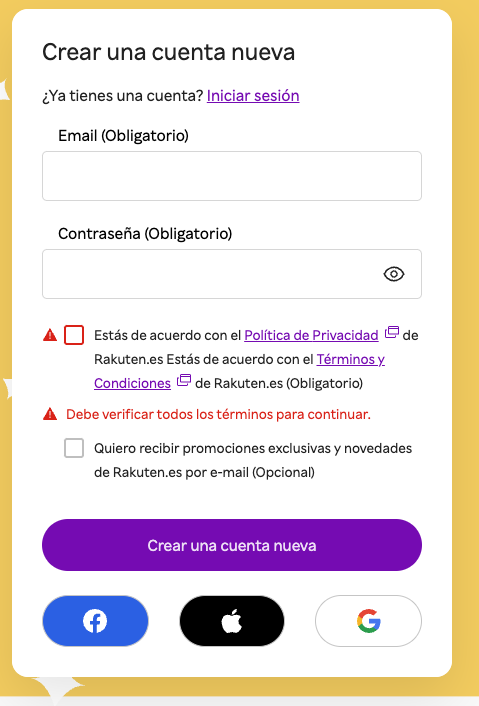 Crear una cuenta nueva
¿Ya tienes una cuenta? Iniciar sesión
Email (Obligatorio)
Contraseña (Obligatorio)
Estás de acuerdo con el Política de Privacidad de
Rakuten.es Estás de acuerdo con el Términos y
Condiciones de Rakuten.es (Obligatorio)
Debe verificar todos los términos para continuar.
Quiero recibir promociones exclusivas y novedades
de Rakuten.es por e-mail (Opcional)
Crear una cuenta nueva